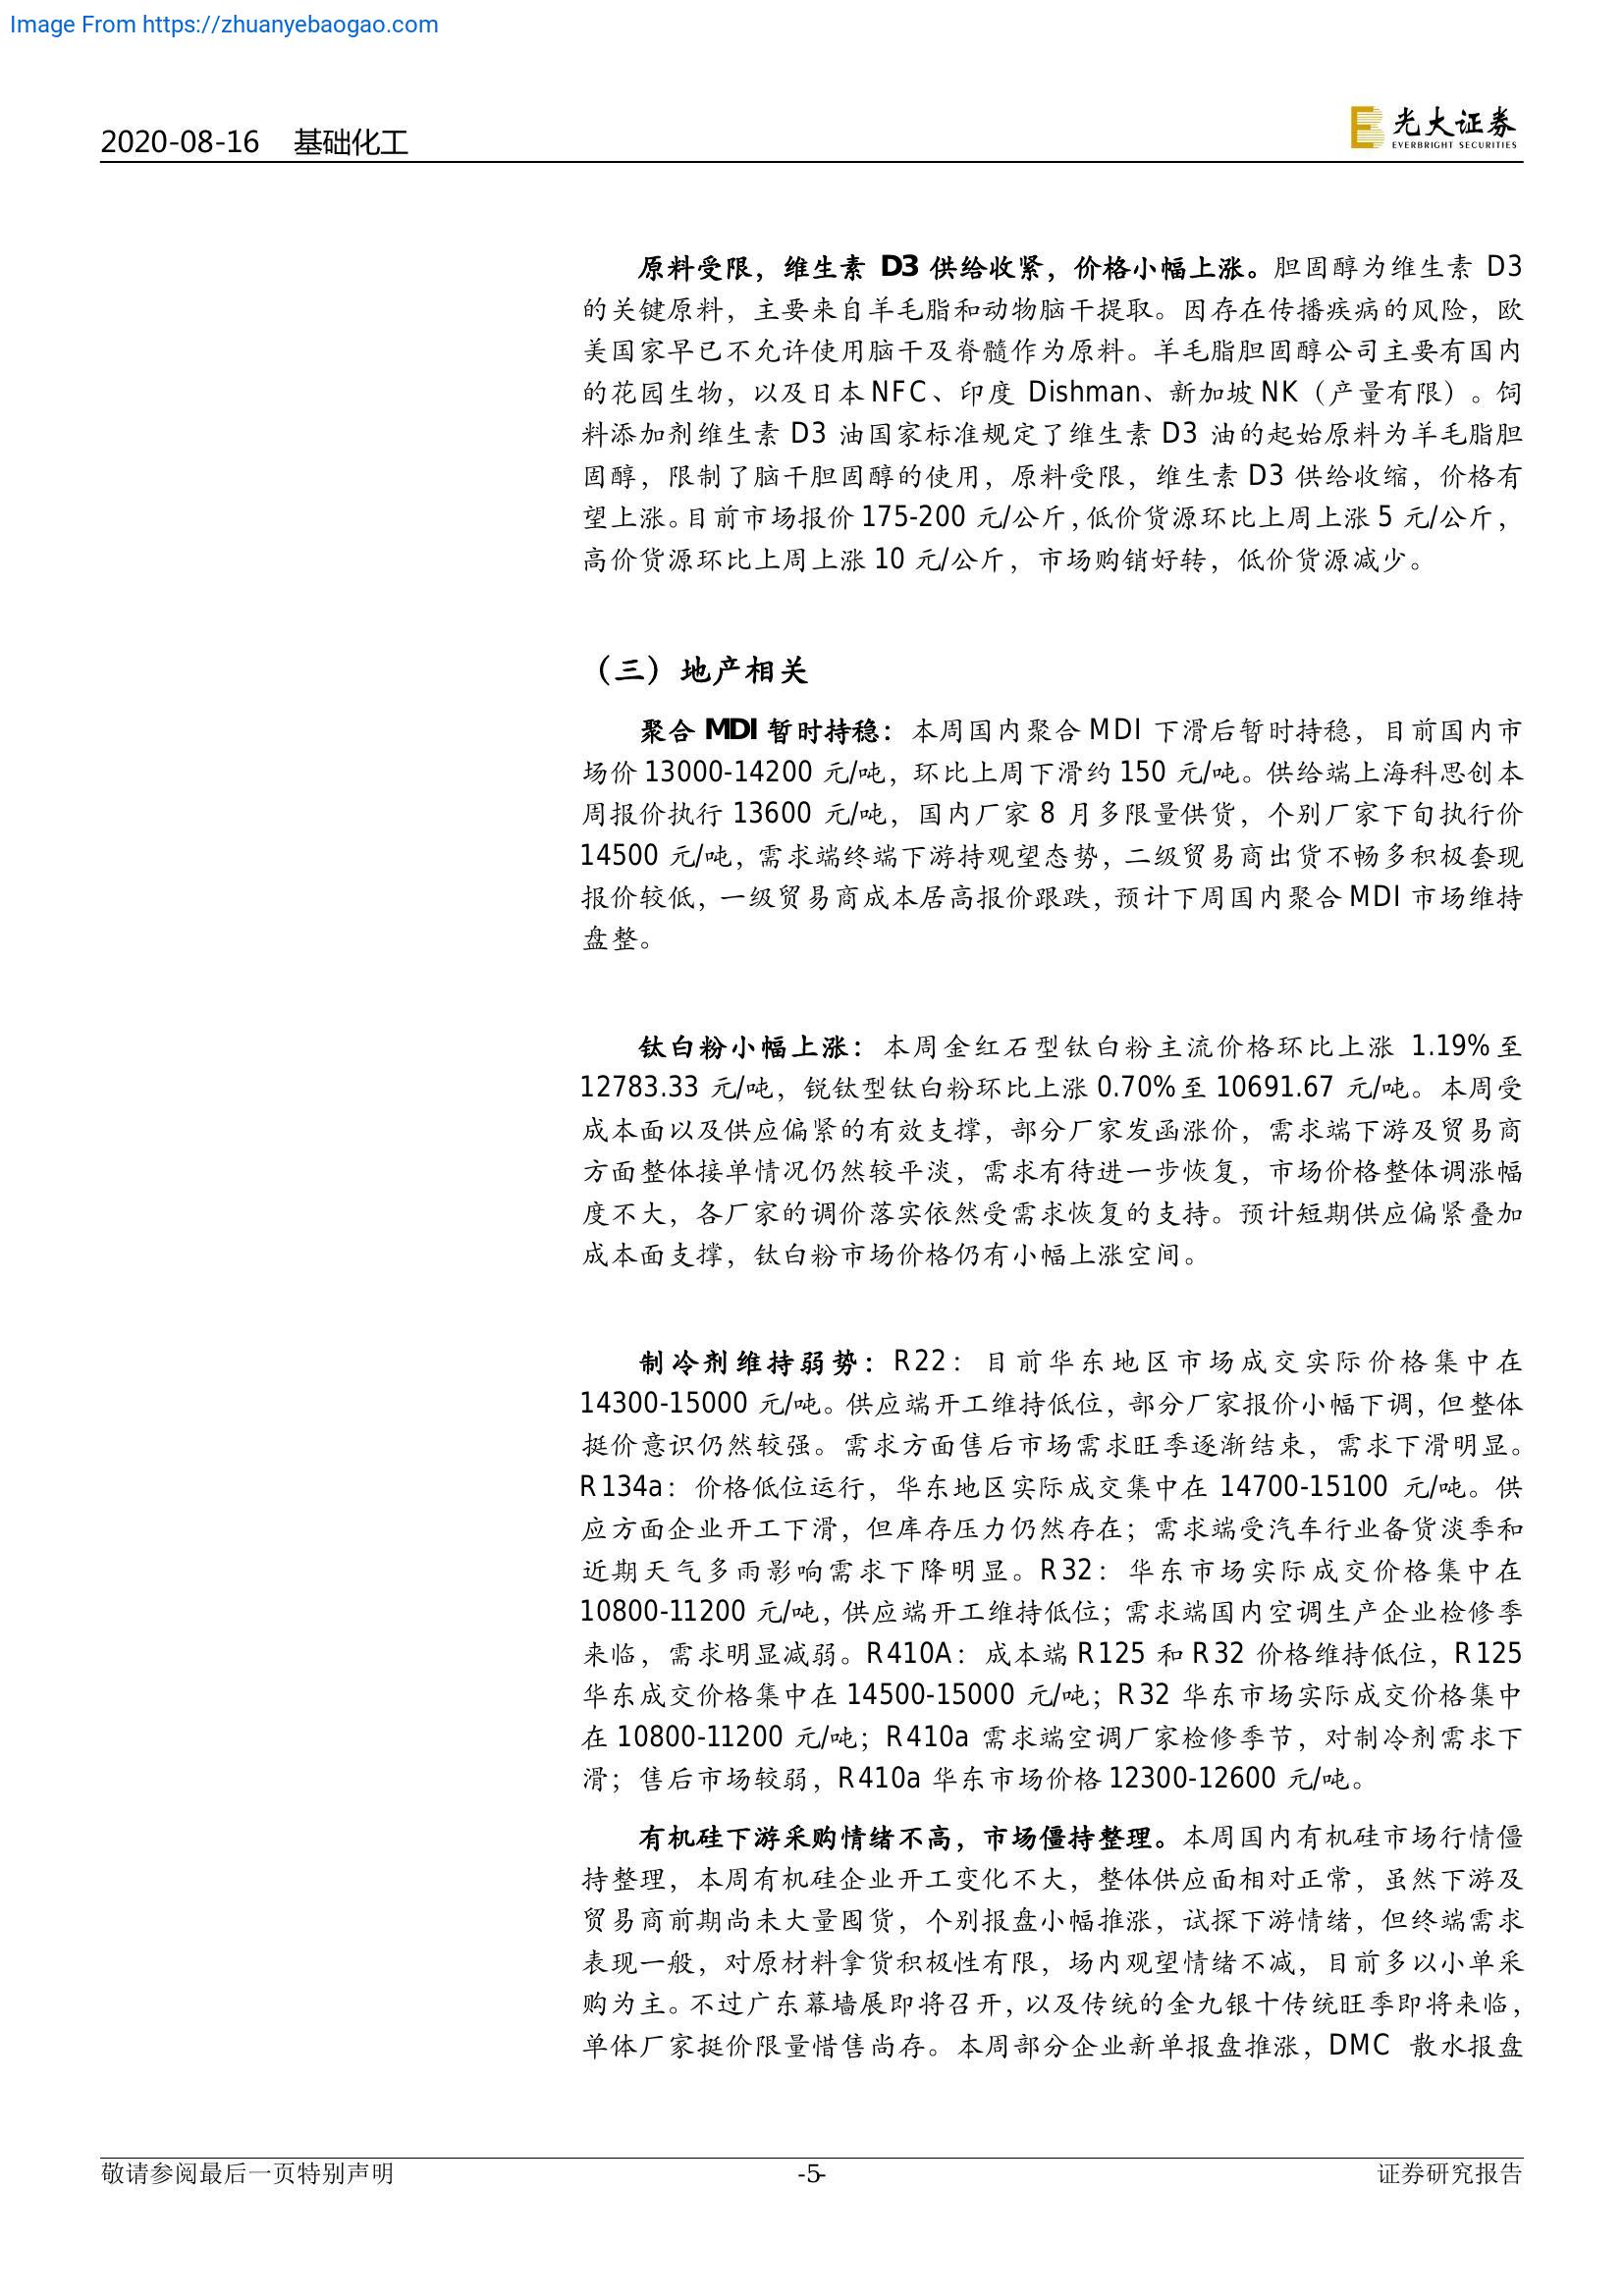 Image From https://zhuanyebaogao.com
2020-08-16 基础化工
光大证券
EVERBRIGHT SECURITIES
原料受限，维生素 D3 供给收紧，价格小幅上涨。胆固醇为维生素 D3
的关键原料，主要来自羊毛脂和动物脑干提取。因存在传播疾病的风险，欧
美国家早已不允许使用脑干及脊髓作为原料。羊毛脂胆固醇公司主要有国内
的花园生物，以及日本 NFC、印度 Dishman、新加坡 NK（产量有限）。饲
料添加剂维生素 D3 油国家标准规定了维生素 D3 油的起始原料为羊毛脂胆
固醇，限制了脑干胆固醇的使用，原料受限，维生素 D3 供给收缩，价格有
望上涨。目前市场报价 175-200 元/公斤，低价货源环比上周上涨 5 元/公斤，
高价货源环比上周上涨 10 元/公斤，市场购销好转，低价货源减少。
（三）地产相关
聚合 MDI 暂时持稳：本周国内聚合 MDI 下滑后暂时持稳，目前国内市
场价 13000-14200 元/吨，环比上周下滑约 150 元/吨。供给端上海科思创本
周报价执行 13600 元/吨，国内厂家 8 月多限量供货，个别厂家下旬执行价
14500 元/吨，需求端终端下游持观望态势，二级贸易商出货不畅多积极套现
报价较低，一级贸易商成本居高报价跟跌，预计下周国内聚合 MDI 市场维持
盘整。
钛白粉小幅上涨：本周金红石型钛白粉主流价格环比上涨 1.19%至
12783.33 元/吨，锐钛型钛白粉环比上涨 0.70%至 10691.67 元/吨。本周受
成本面以及供应偏紧的有效支撑，部分厂家发函涨价，需求端下游及贸易商
方面整体接单情况仍然较平淡，需求有待进一步恢复，市场价格整体调涨幅
度不大，各厂家的调价落实依然受需求恢复的支持。预计短期供应偏紧叠加
成本面支撑，钛白粉市场价格仍有小幅上涨空间。
制冷剂维持弱势：R22：目前华东地区市场成交实际价格集中在
14300-15000 元/吨。供应端开工维持低位，部分厂家报价小幅下调，但整体
挺价意识仍然较强。需求方面售后市场需求旺季逐渐结束，需求下滑明显。
R134a：价格低位运行，华东地区实际成交集中在 14700-15100 元/吨。供
应方面企业开工下滑，但库存压力仍然存在；需求端受汽车行业备货淡季和
近期天气多雨影响需求下降明显。R32：华东市场实际成交价格集中在
10800-11200 元/吨，供应端开工维持低位；需求端国内空调生产企业检修季
来临，需求明显减弱。R410A：成本端 R125 和 R32 价格维持低位，R125
华东成交价格集中在 14500-15000 元/吨；R32 华东市场实际成交价格集中
在 10800-11200 元/吨；R410a 需求端空调厂家检修季节，对制冷剂需求下
滑；售后市场较弱，R410a 华东市场价格 12300-12600 元/吨。
有机硅下游采购情绪不高，市场僵持整理。本周国内有机硅市场行情僵
持整理，本周有机硅企业开工变化不大，整体供应面相对正常，虽然下游及
贸易商前期尚未大量囤货，个别报盘小幅推涨，试探下游情绪，但终端需求
表现一般，对原材料拿货积极性有限，场内观望情绪不减，目前多以小单采
购为主。不过广东幕墙展即将召开，以及传统的金九银十传统旺季即将来临，
单体厂家挺价限量惜售尚存。本周部分企业新单报盘推涨，DMC 散水报盘
敬请参阅最后一页特别声明
-5-
证券研究报告